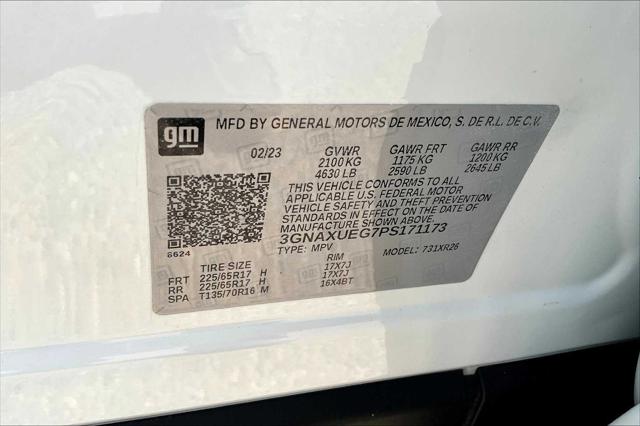 gm
MFD BY GENERAL MOTORS DE MEXICO, S. DE R.L. DE C.V.
02/23 GVWR GAWR FRT GAWR RR
2100 KG 1175 KG 1200 KG
4630 LB 2590 LB 2645 LB
THIS VEHICLE CONFORMS TO ALL
APPLICABLE U.S. FEDERAL MOTOR
VEHICLE SAFETY AND THEFT PREVENTION
STANDARDS IN EFFECT ON THE DATE OF
MANUFACTURE SHOWN ABOVE.
3GNAXUEG7PS171173
8624
TYPE: MPV MODEL: 731XR26
TIRE SIZE RIM
FRT 225/65R17 H 17X7J
RR 225/65R17 H 17X7J
SPA T135/70R16 M 16X4BT